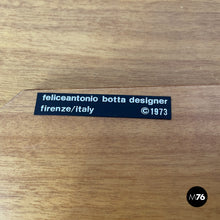 feliceantonio botta designer
firenze/italy ©1973
M76